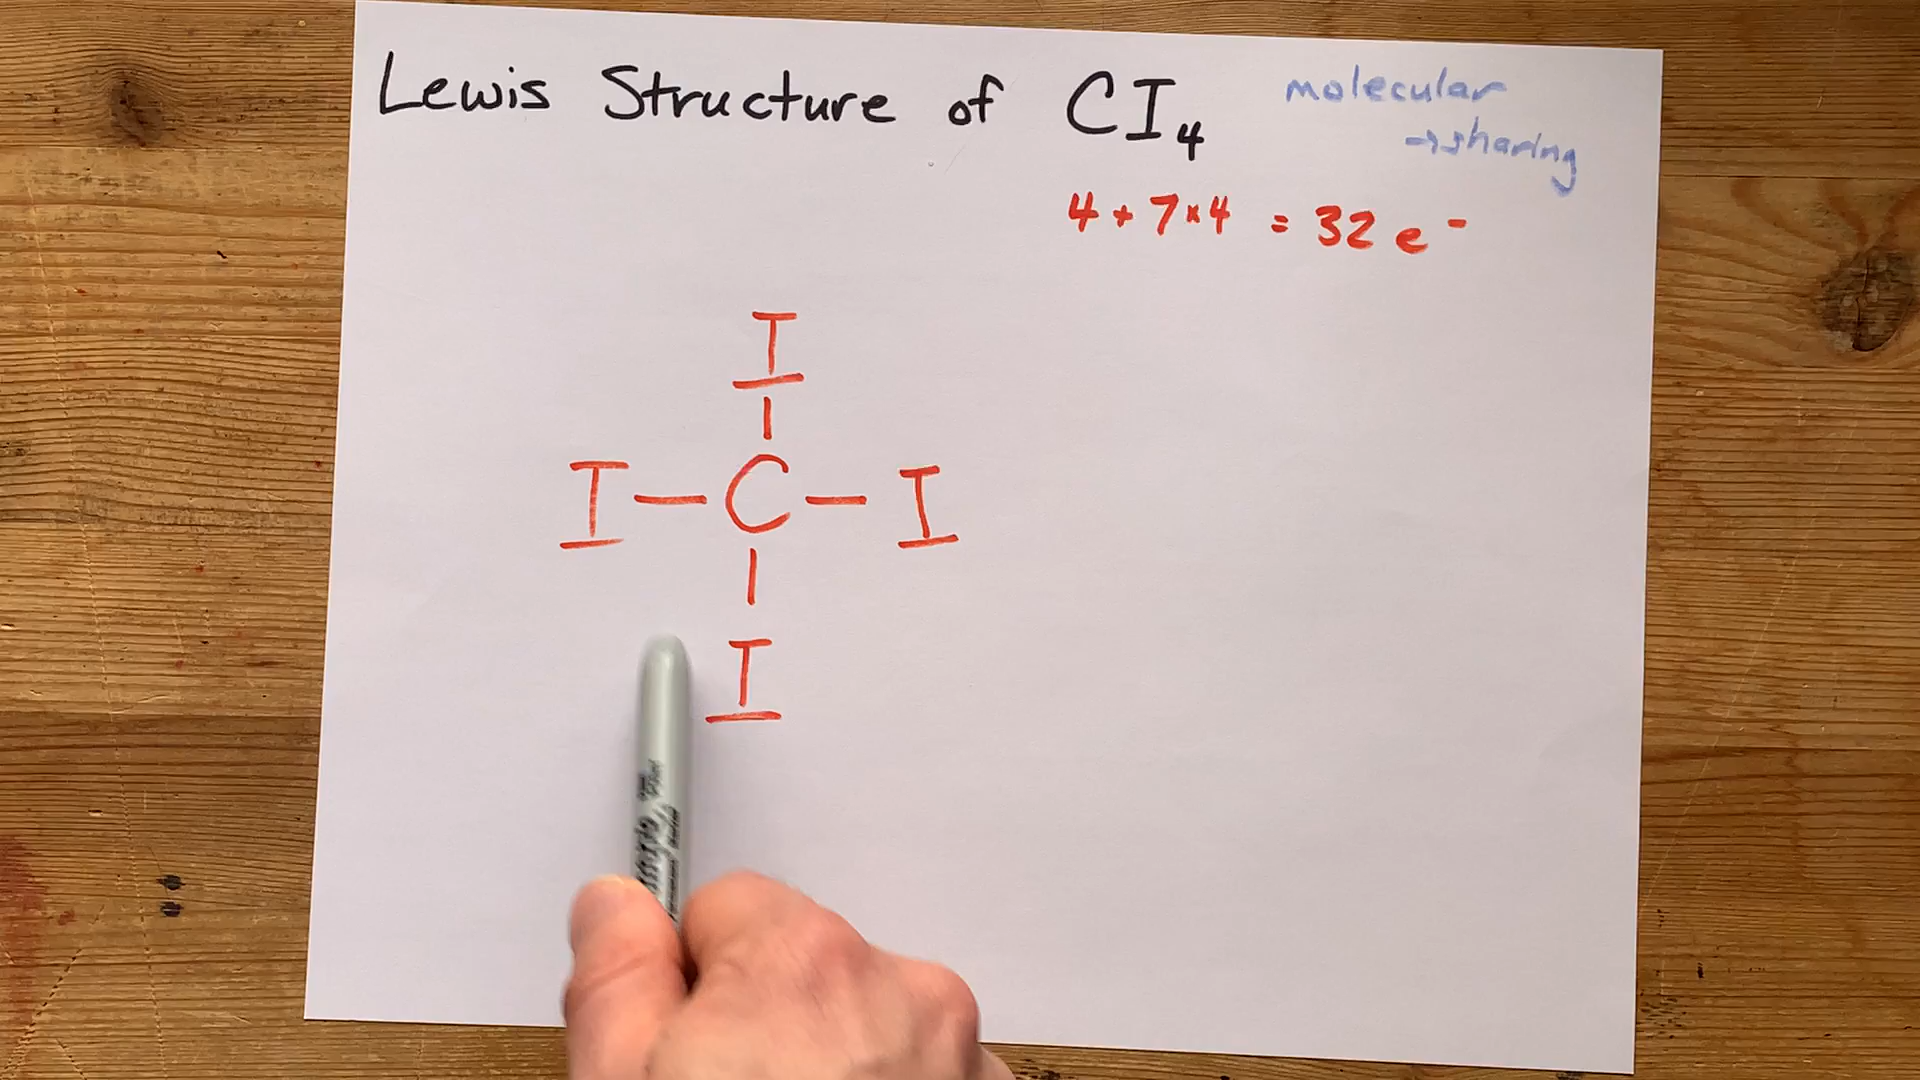 Lewis Structure of CI₄
molecular
→sharing
4 + 7×4 = 32 e⁻
I
I—C—I
I